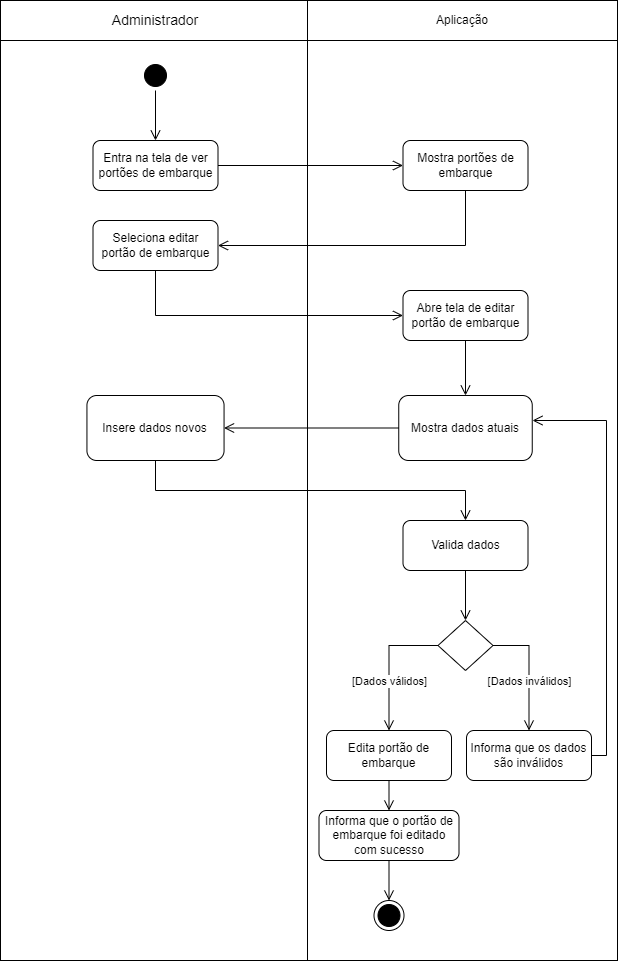 Administrador
Aplicação
Entra na tela de ver
portões de embarque
Mostra portões de
embarque
Seleciona editar
portão de embarque
Abre tela de editar
portão de embarque
Insere dados novos
Mostra dados atuais
Valida dados
[Dados válidos]
[Dados inválidos]
Edita portão de
embarque
Informa que os dados
são inválidos
Informa que o portão de
embarque foi editado
com sucesso